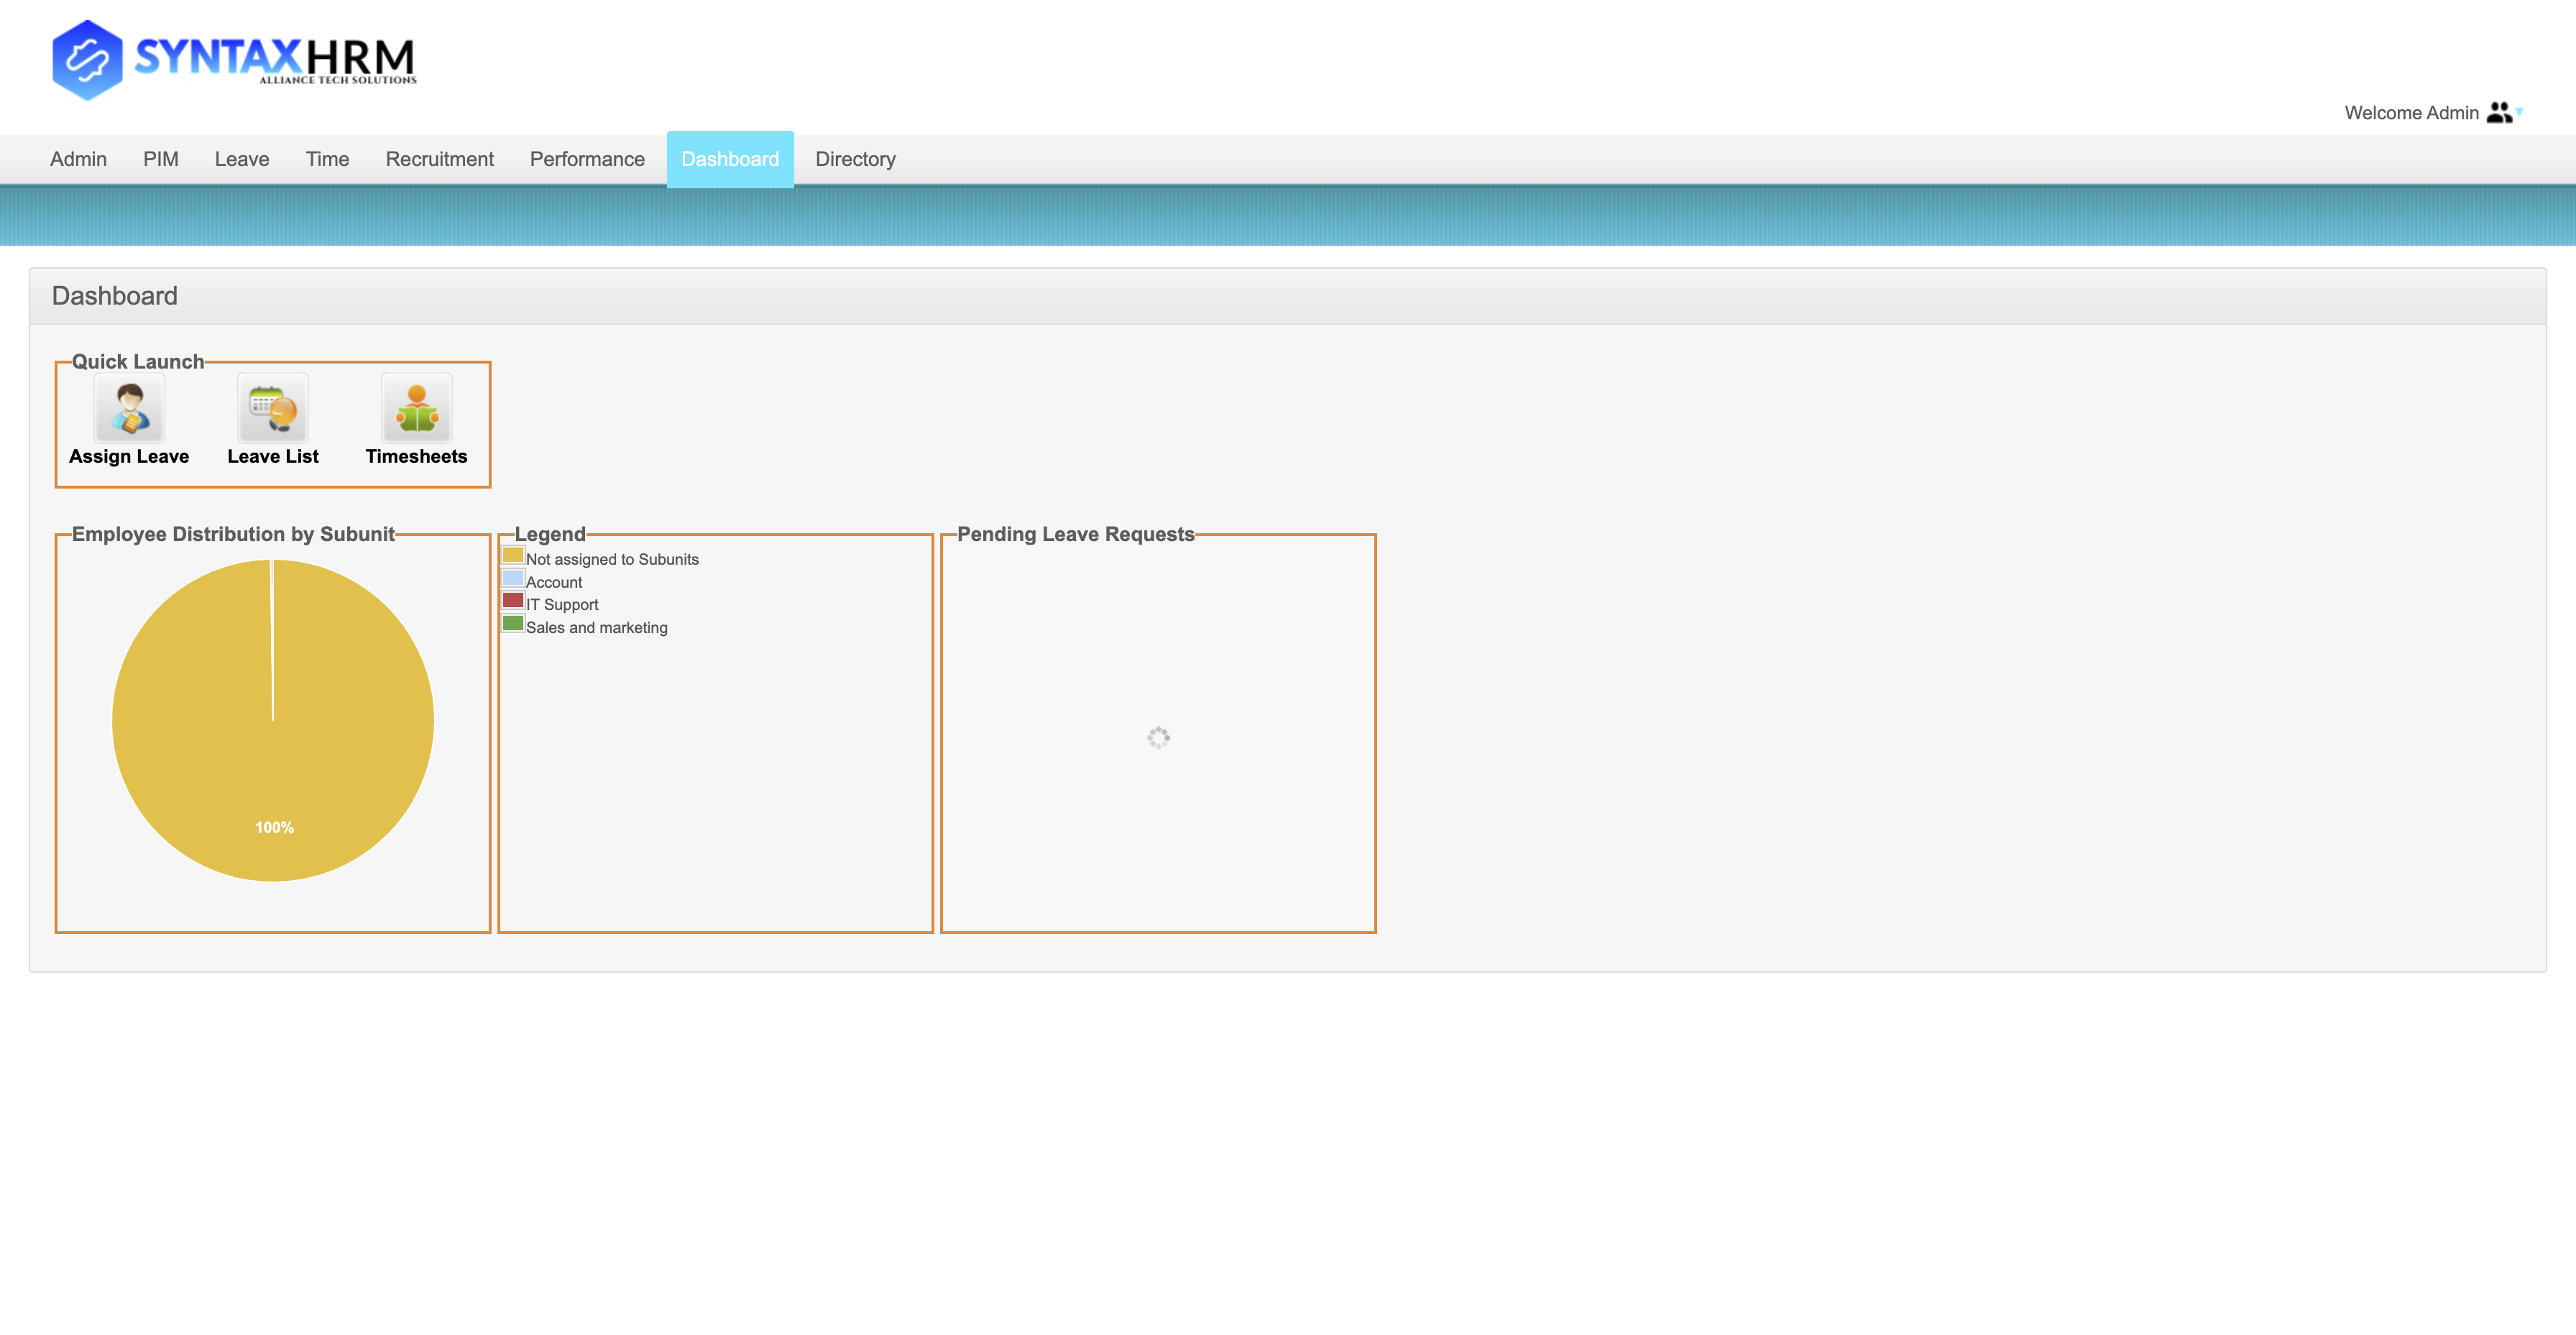 SYNTAXHRM
ALLIANCE TECH SOLUTIONS
Welcome Admin
Admin PIM Leave Time Recruitment Performance Dashboard Directory
Dashboard
Quick Launch
Assign Leave Leave List Timesheets
Employee Distribution by Subunit
100%
Legend
Not assigned to Subunits
Account
IT Support
Sales and marketing
Pending Leave Requests